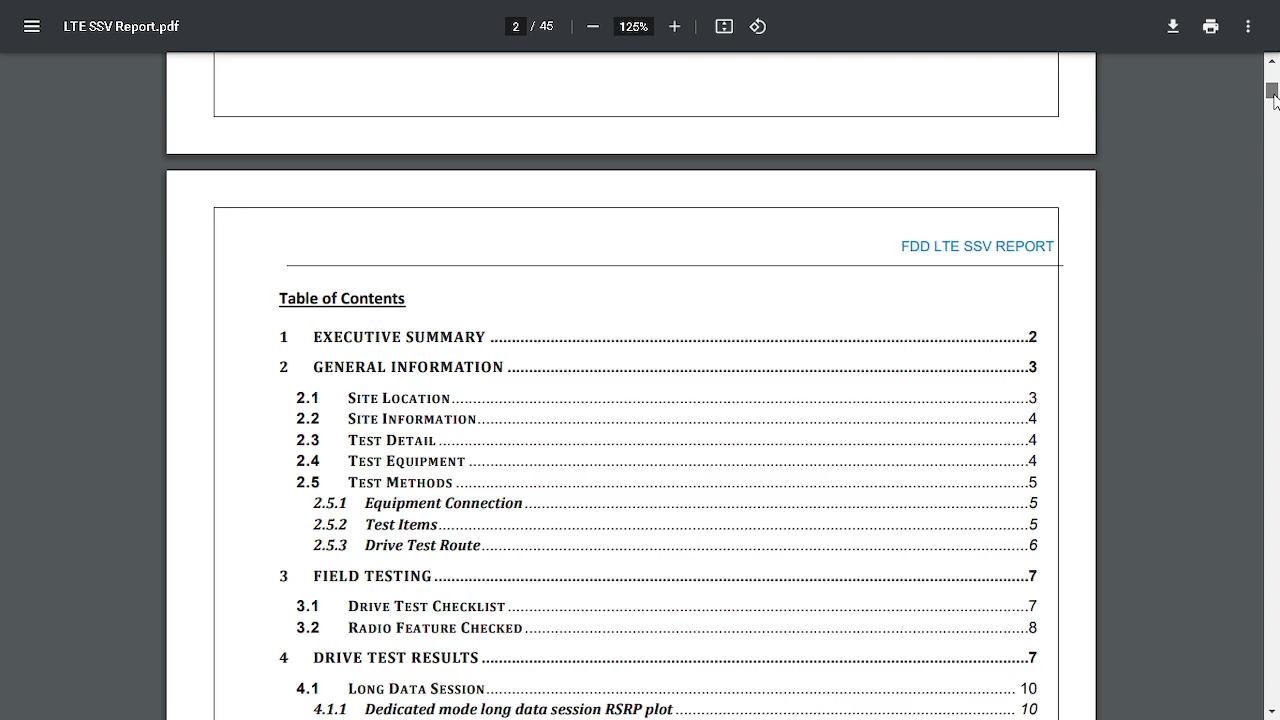 LTE SSV Report.pdf
2 / 45
125%
FDD LTE SSV REPORT
Table of Contents
1 EXECUTIVE SUMMARY ........ 2
2 GENERAL INFORMATION ........ 3
2.1 SITE LOCATION ........ 3
2.2 SITE INFORMATION ........ 4
2.3 TEST DETAIL ........ 4
2.4 TEST EQUIPMENT ........ 4
2.5 TEST METHODS ........ 5
2.5.1 Equipment Connection ........ 5
2.5.2 Test Items ........ 5
2.5.3 Drive Test Route ........ 6
3 FIELD TESTING ........ 7
3.1 DRIVE TEST CHECKLIST ........ 7
3.2 RADIO FEATURE CHECKED ........ 8
4 DRIVE TEST RESULTS ........ 7
4.1 LONG DATA SESSION ........ 10
4.1.1 Dedicated mode long data session RSRP plot ........ 10